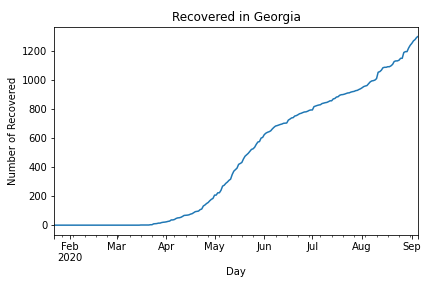 Recovered in Georgia
Number of Recovered
1200
1000
800
600
400
200
0
Feb Mar Apr May Jun Jul Aug Sep
2020
Day